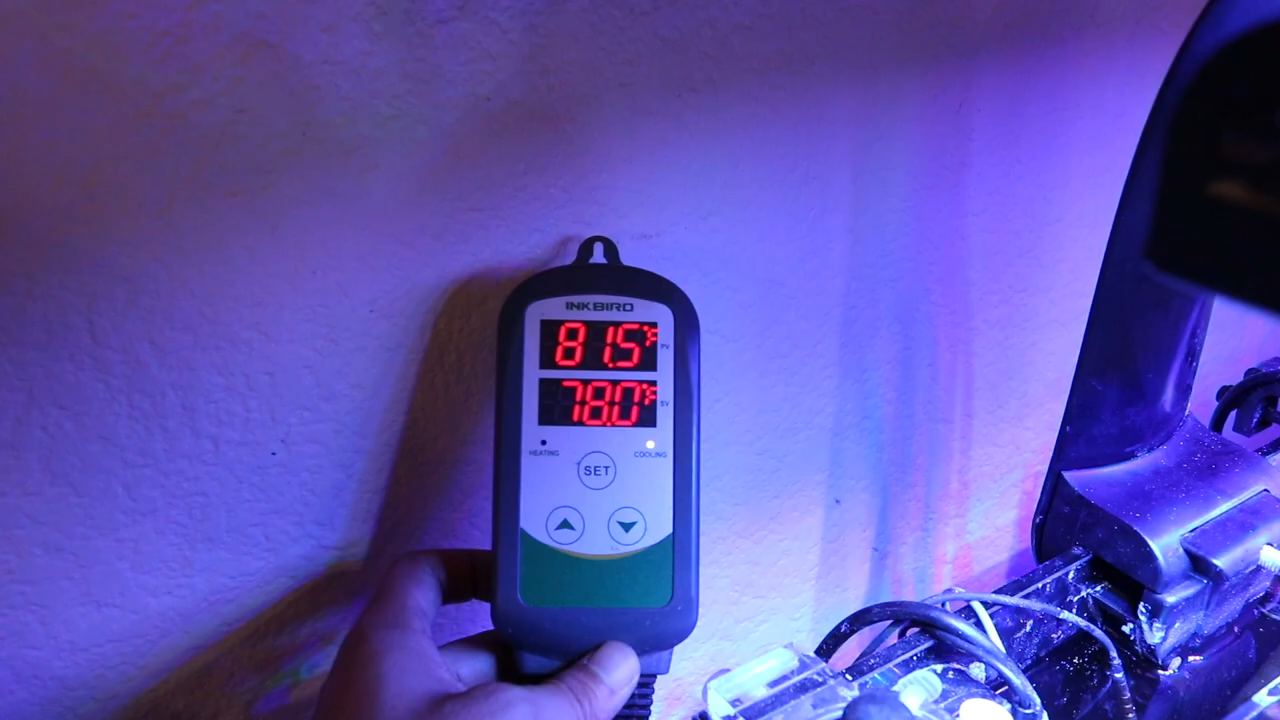 INKBIRD
81.5°F PV
78.0°F SV
HEATING COOLING
SET